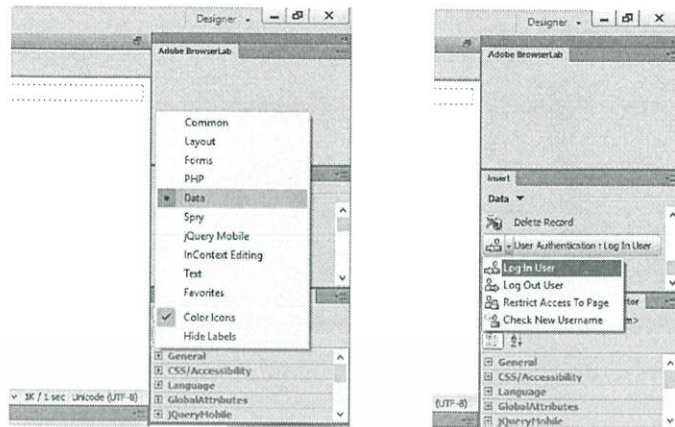 Designer
Adobe BrowserLab
Common
Layout
Forms
PHP
Data
Spry
jQuery Mobile
InContext Editing
Text
Favorites
Color Icons
Hide Labels
General
CSS/Accessibility
Language
GlobalAttributes
JQueryMobile
1K / 1 sec Unicode (UTF-8)
Designer
Adobe BrowserLab
Insert
Data
Delete Record
User Authentication : Log In User
Log In User
Log Out User
Restrict Access To Page
Check New Username
tor
m>
General
CSS/Accessibility
Language
GlobalAttributes
JQueryMobile
(UTF-8)